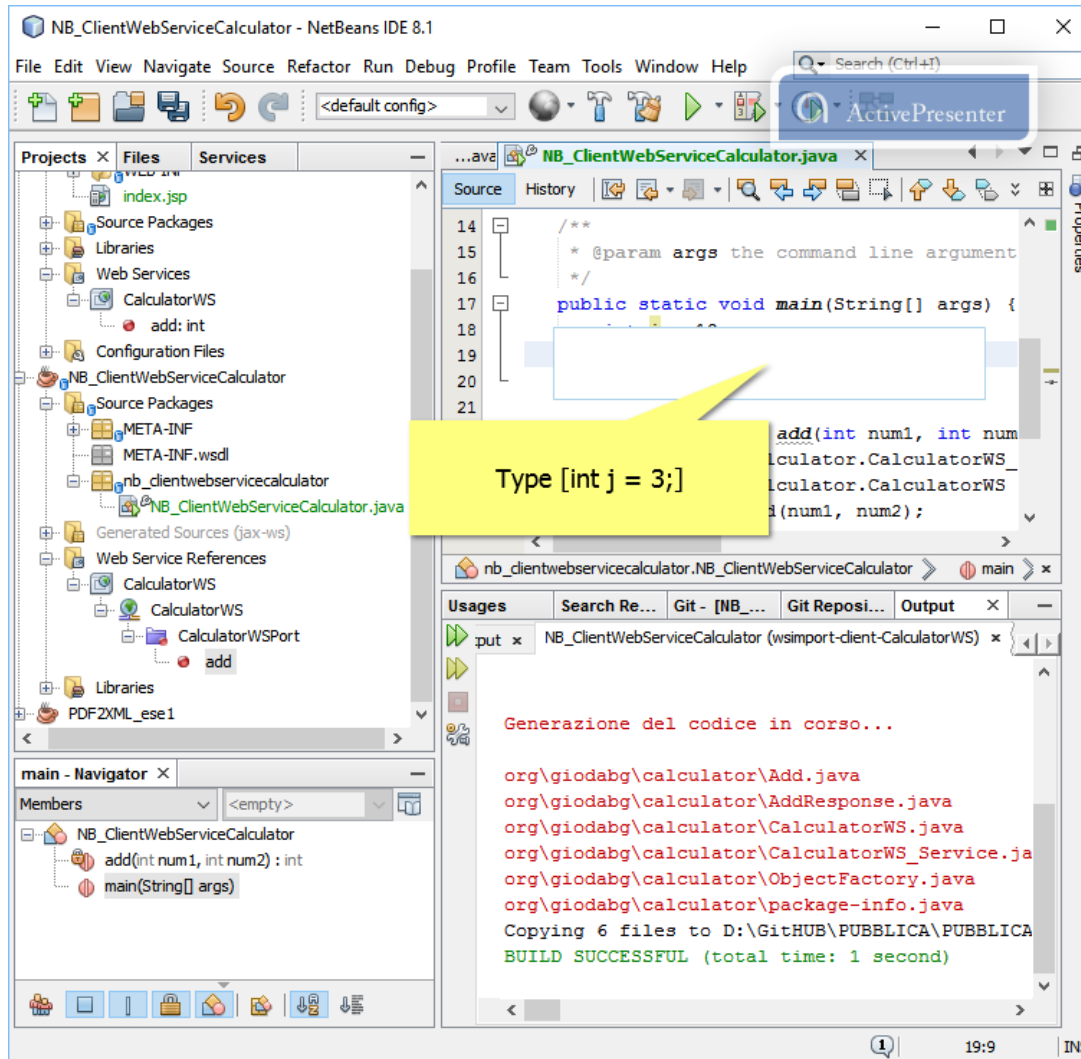 NB_ClientWebServiceCalculator - NetBeans IDE 8.1
File Edit View Navigate Source Refactor Run Debug Profile Team Tools Window Help
Search (Ctrl+I)
<default config>
ActivePresenter
Projects Files Services
WEB-INF
index.jsp
Source Packages
Libraries
Web Services
CalculatorWS
add: int
Configuration Files
NB_ClientWebServiceCalculator
Source Packages
META-INF
META-INF.wsdl
nb_clientwebservicecalculator
NB_ClientWebServiceCalculator.java
Generated Sources (jax-ws)
Web Service References
CalculatorWS
CalculatorWS
CalculatorWSPort
add
Libraries
PDF2XML_ese1
main - Navigator
Members <empty>
NB_ClientWebServiceCalculator
add(int num1, int num2) : int
main(String[] args)
...ava NB_ClientWebServiceCalculator.java
Source History
Properties
14 /**
15 * @param args the command line argument
16 */
17 public static void main(String[] args) {
18
19
20
21
Type [int j = 3;]
add(int num1, int num
lculator.CalculatorWS_
lculator.CalculatorWS
(num1, num2);
nb_clientwebservicecalculator.NB_ClientWebServiceCalculator main
Usages Search Re... Git - [NB_... Git Reposi... Output
put NB_ClientWebServiceCalculator (wsimport-client-CalculatorWS)
Generazione del codice in corso...
org\giodabg\calculator\Add.java
org\giodabg\calculator\AddResponse.java
org\giodabg\calculator\CalculatorWS.java
org\giodabg\calculator\CalculatorWS_Service.ja
org\giodabg\calculator\ObjectFactory.java
org\giodabg\calculator\package-info.java
Copying 6 files to D:\GitHUB\PUBBLICA\PUBBLICA
BUILD SUCCESSFUL (total time: 1 second)
1 19:9 INS